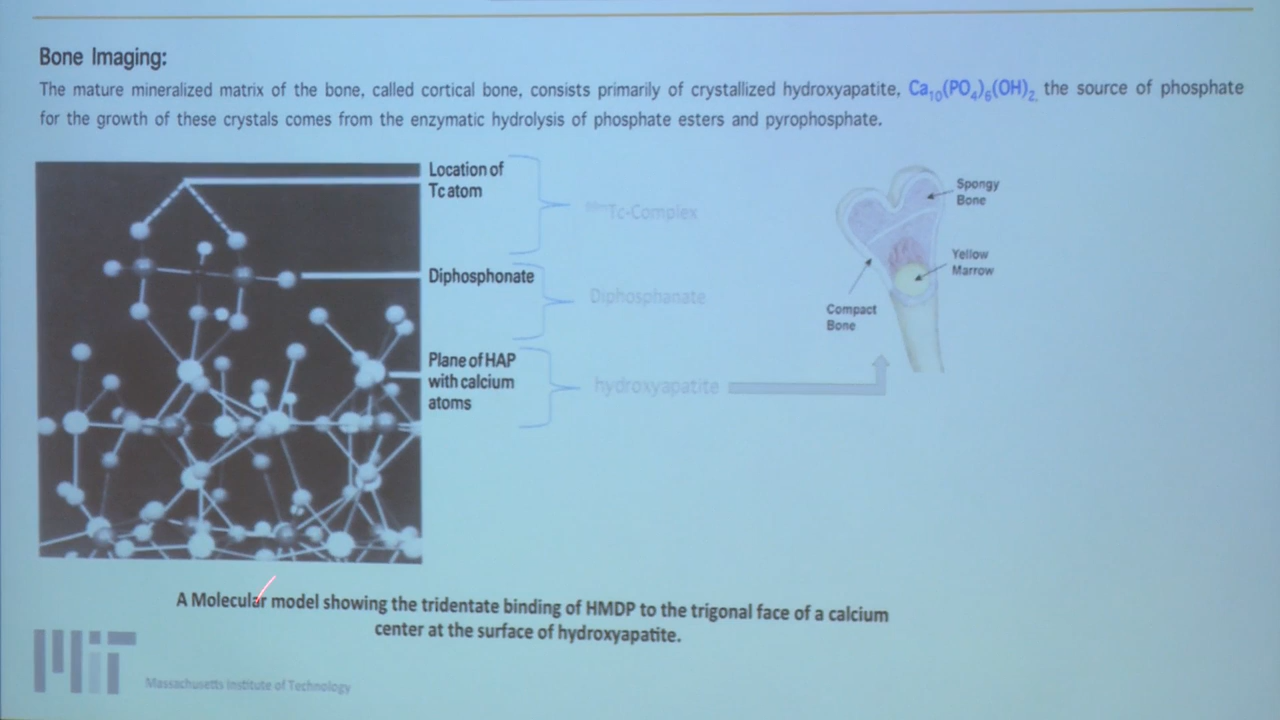 Bone Imaging:
The mature mineralized matrix of the bone, called cortical bone, consists primarily of crystallized hydroxyapatite, Ca10(PO4)6(OH)2, the source of phosphate
for the growth of these crystals comes from the enzymatic hydrolysis of phosphate esters and pyrophosphate.
Location of
Tc atom
Tc-Complex
Diphosphonate
Diphosphanate
Plane of HAP
with calcium
atoms
hydroxyapatite
Spongy
Bone
Yellow
Marrow
Compact
Bone
A Molecular model showing the tridentate binding of HMDP to the trigonal face of a calcium
center at the surface of hydroxyapatite.
MIT
Massachusetts Institute of Technology